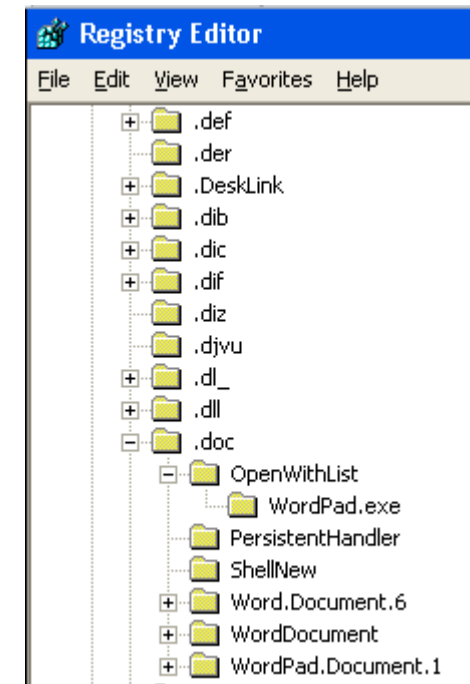 Registry Editor
File Edit View Favorites Help
.def
.der
.DeskLink
.dib
.dic
.dif
.diz
.djvu
.dl_
.dll
.doc
OpenWithList
WordPad.exe
PersistentHandler
ShellNew
Word.Document.6
WordDocument
WordPad.Document.1